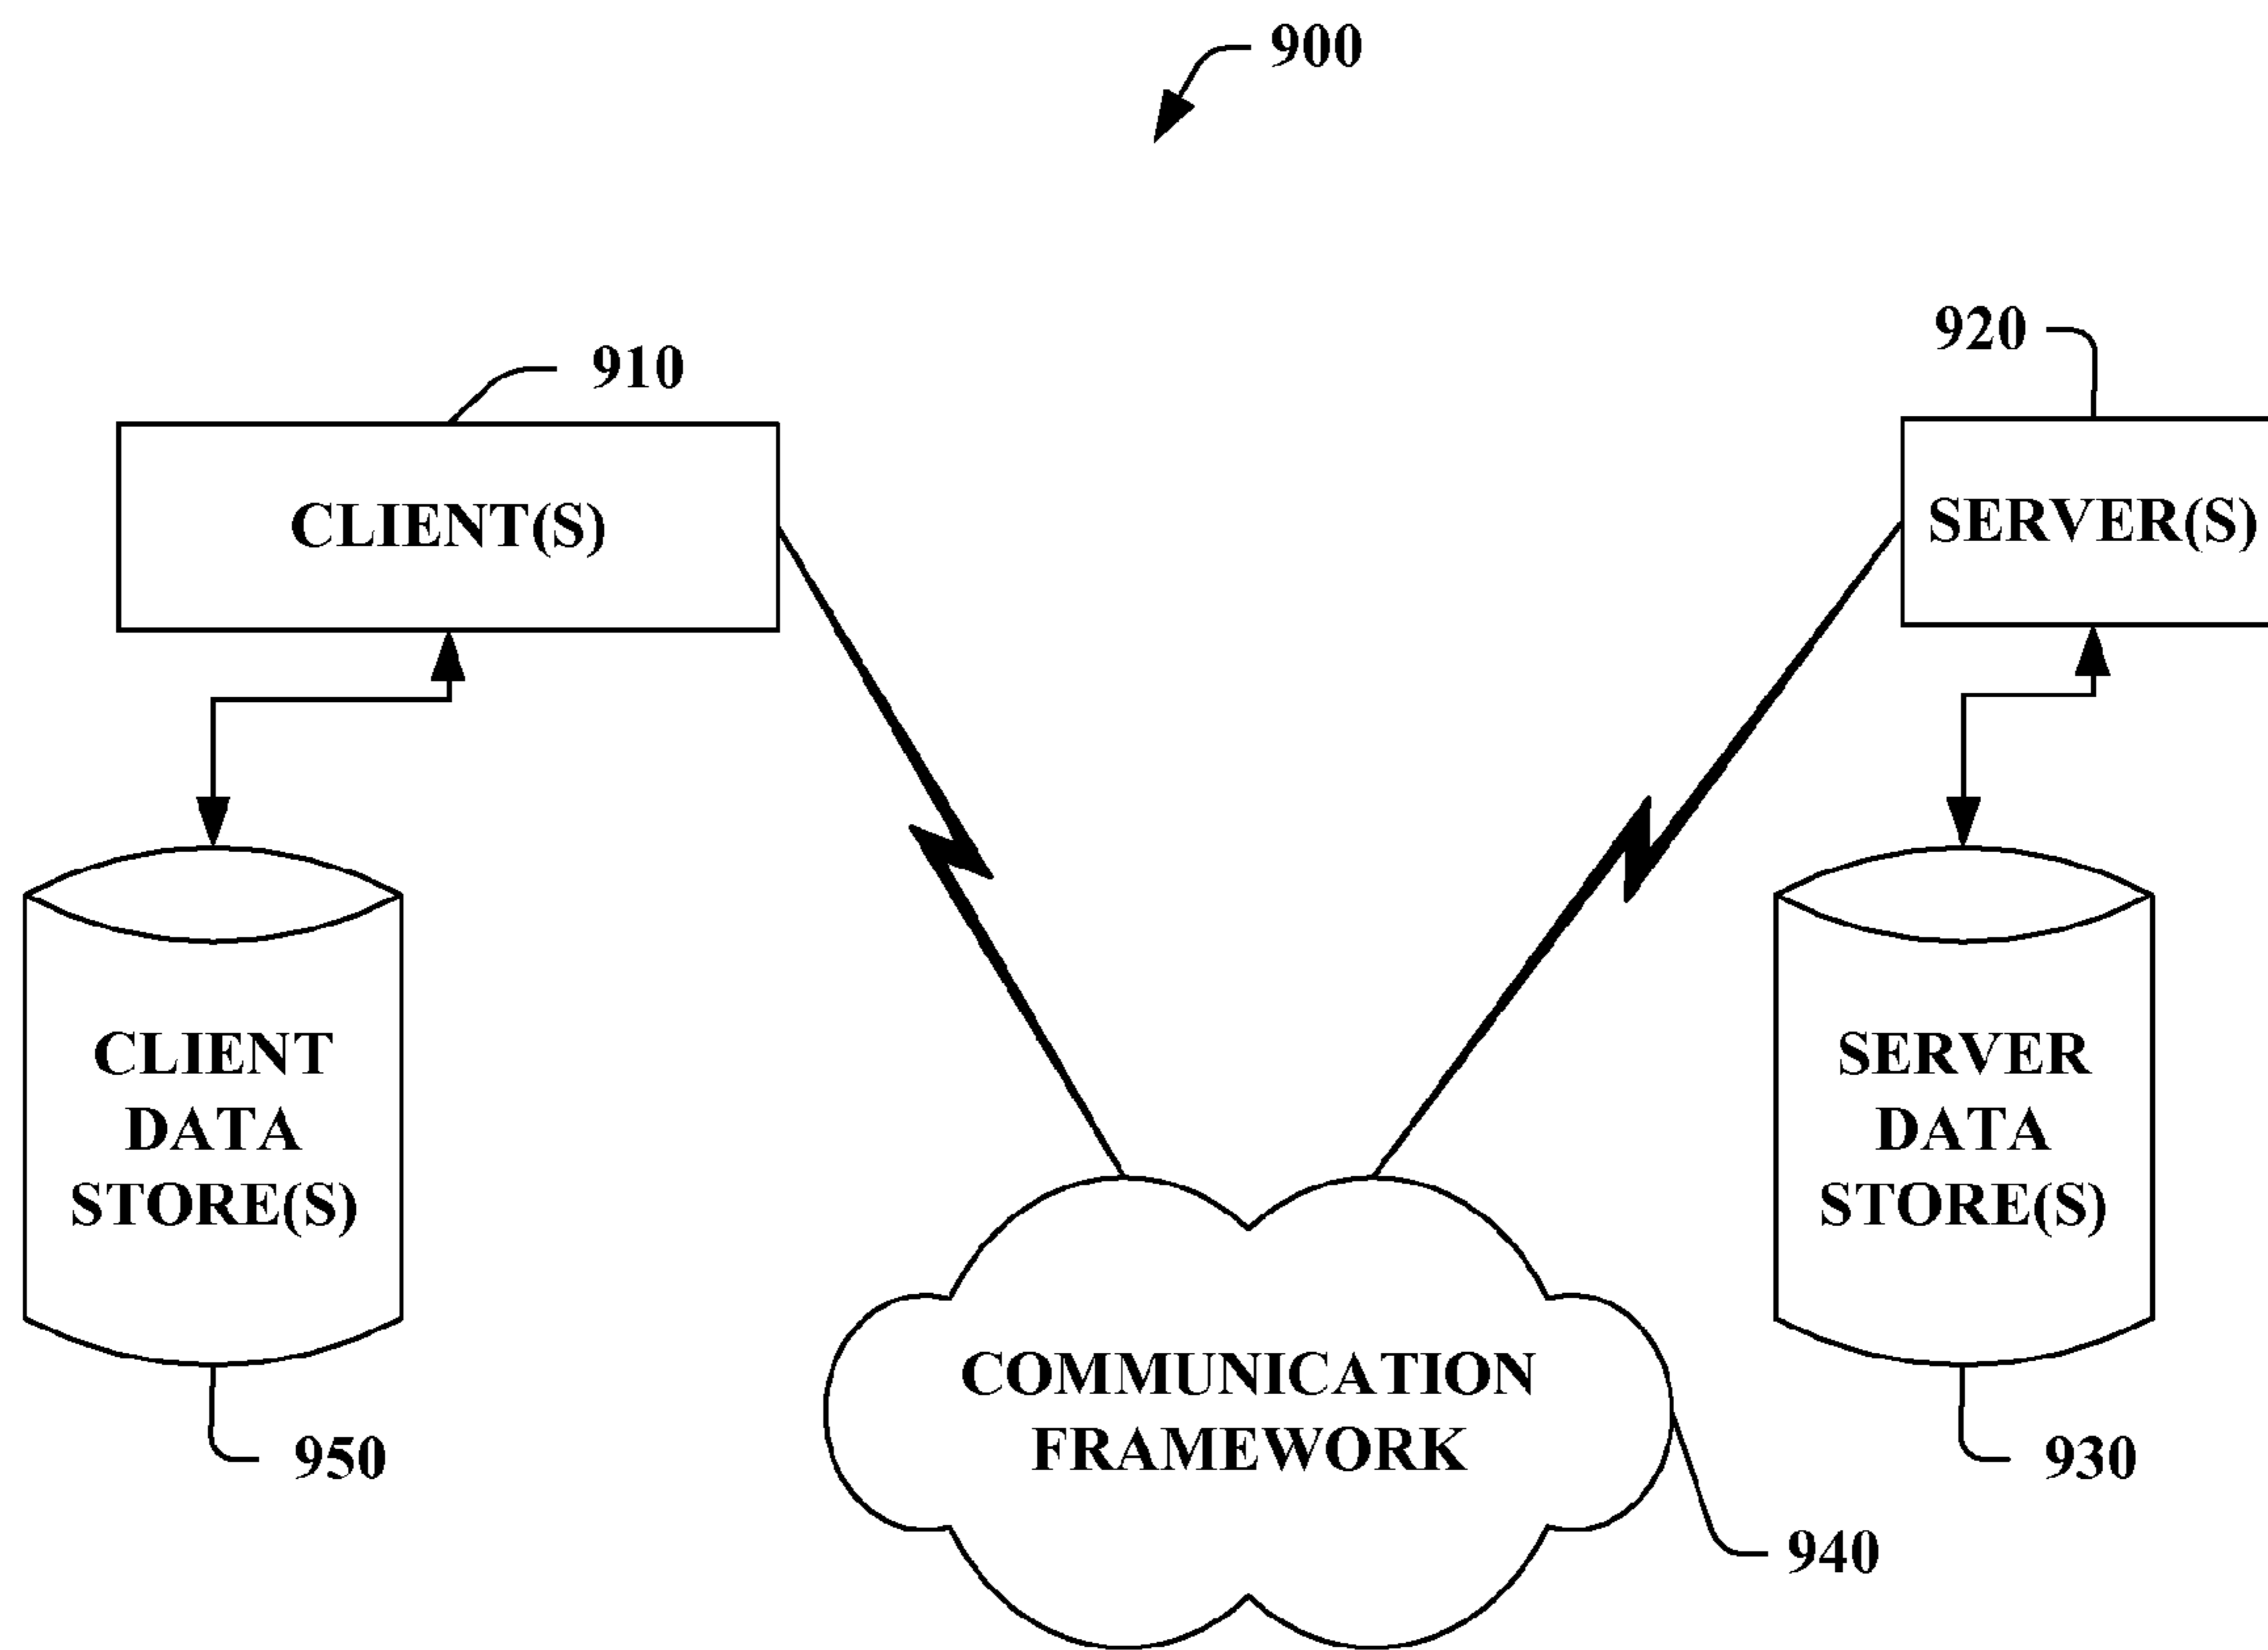 900
910
920
CLIENT(S)
SERVER(S)
CLIENT
DATA
STORE(S)
SERVER
DATA
STORE(S)
COMMUNICATION
FRAMEWORK
950
930
940